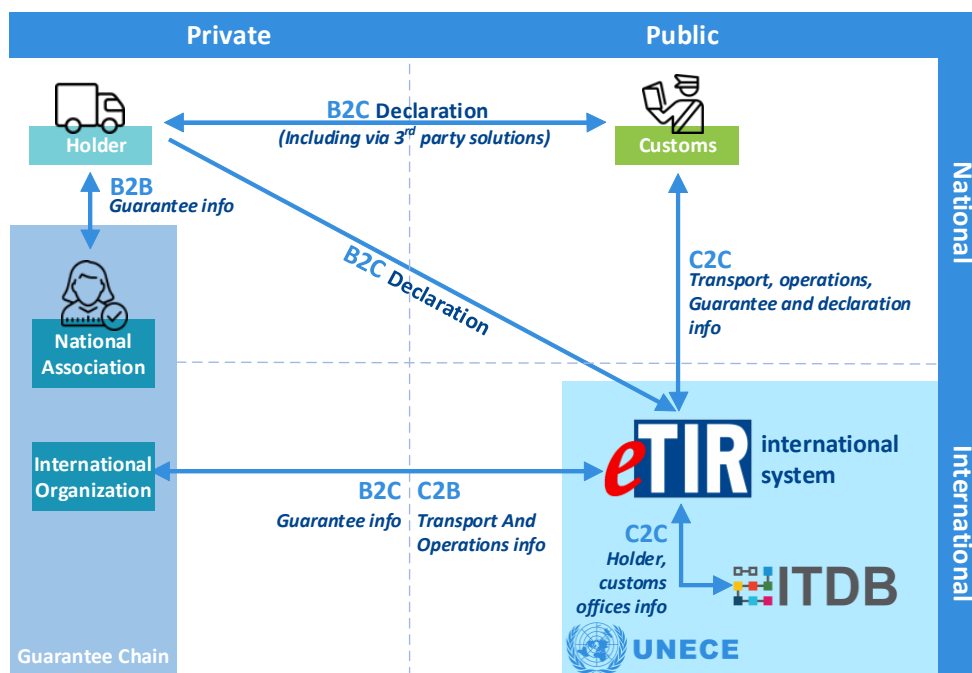 Private
Public
National
International
Holder
B2C Declaration
(Including via 3rd party solutions)
Customs
B2B
Guarantee info
B2C Declaration
C2C
Transport, operations,
Guarantee and declaration
info
National
Association
International
Organization
B2C
Guarantee info
C2B
Transport And
Operations info
eTIR
international
system
C2C
Holder,
customs
offices info
ITDB
UNECE
Guarantee Chain